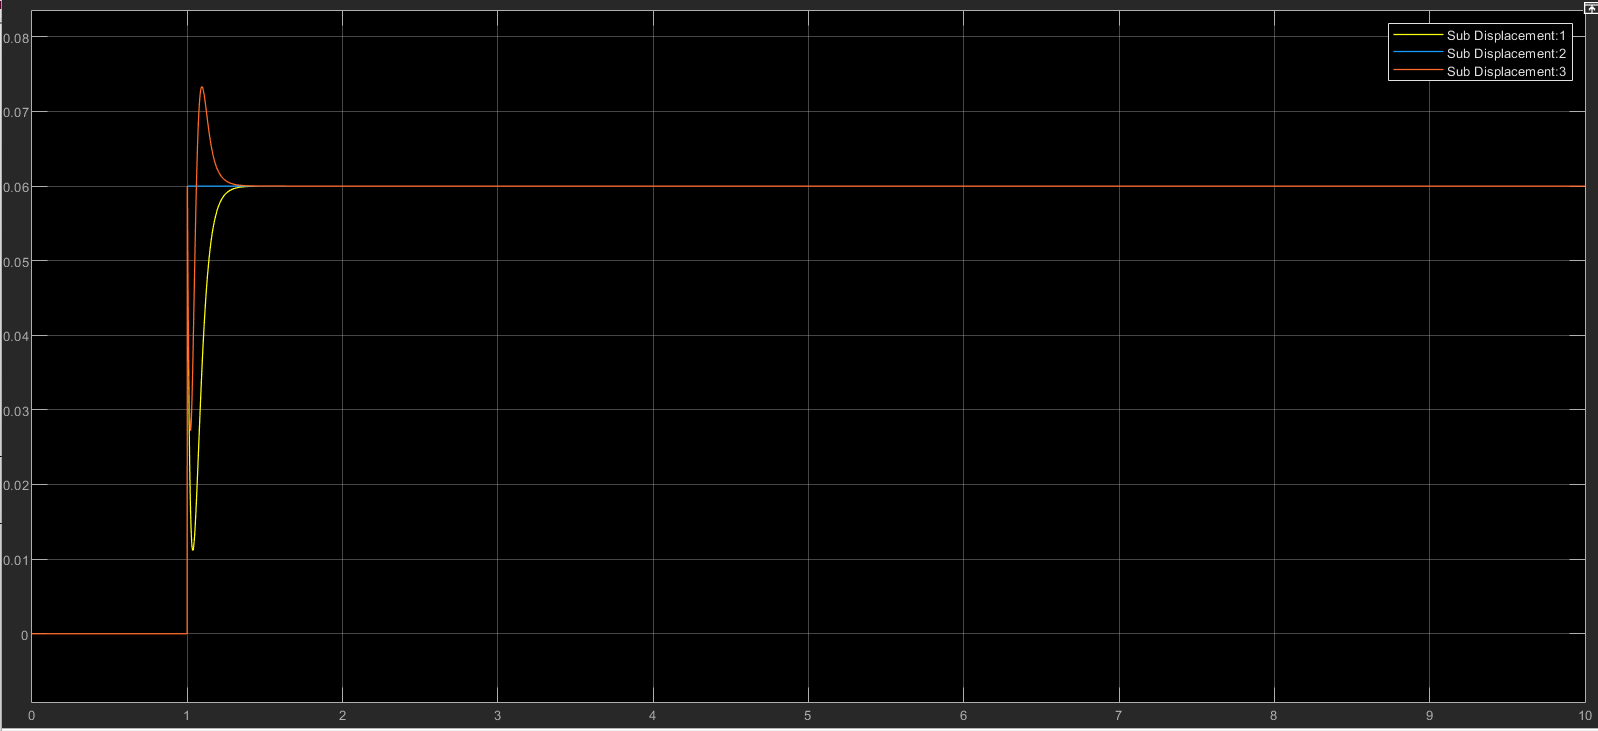 0.08
0.07
0.06
0.05
0.04
0.03
0.02
0.01
0
0 1 2 3 4 5 6 7 8 9 10
Sub Displacement:1
Sub Displacement:2
Sub Displacement:3